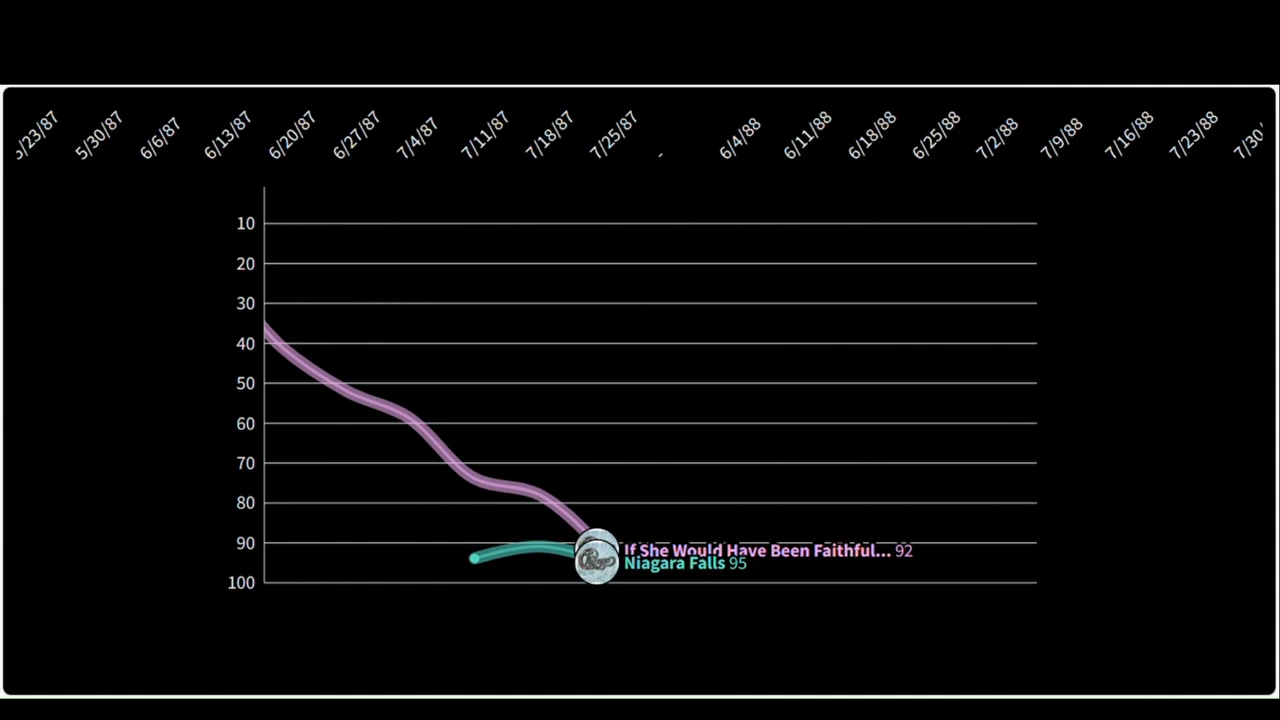 5/23/87 5/30/87 6/6/87 6/13/87 6/20/87 6/27/87 7/4/87 7/11/87 7/18/87 7/25/87 - 6/4/88 6/11/88 6/18/88 6/25/88 7/2/88 7/9/88 7/16/88 7/23/88 7/30/
10
20
30
40
50
60
70
80
90
100
If She Would Have Been Faithful... 92
Niagara Falls 95
Chicago